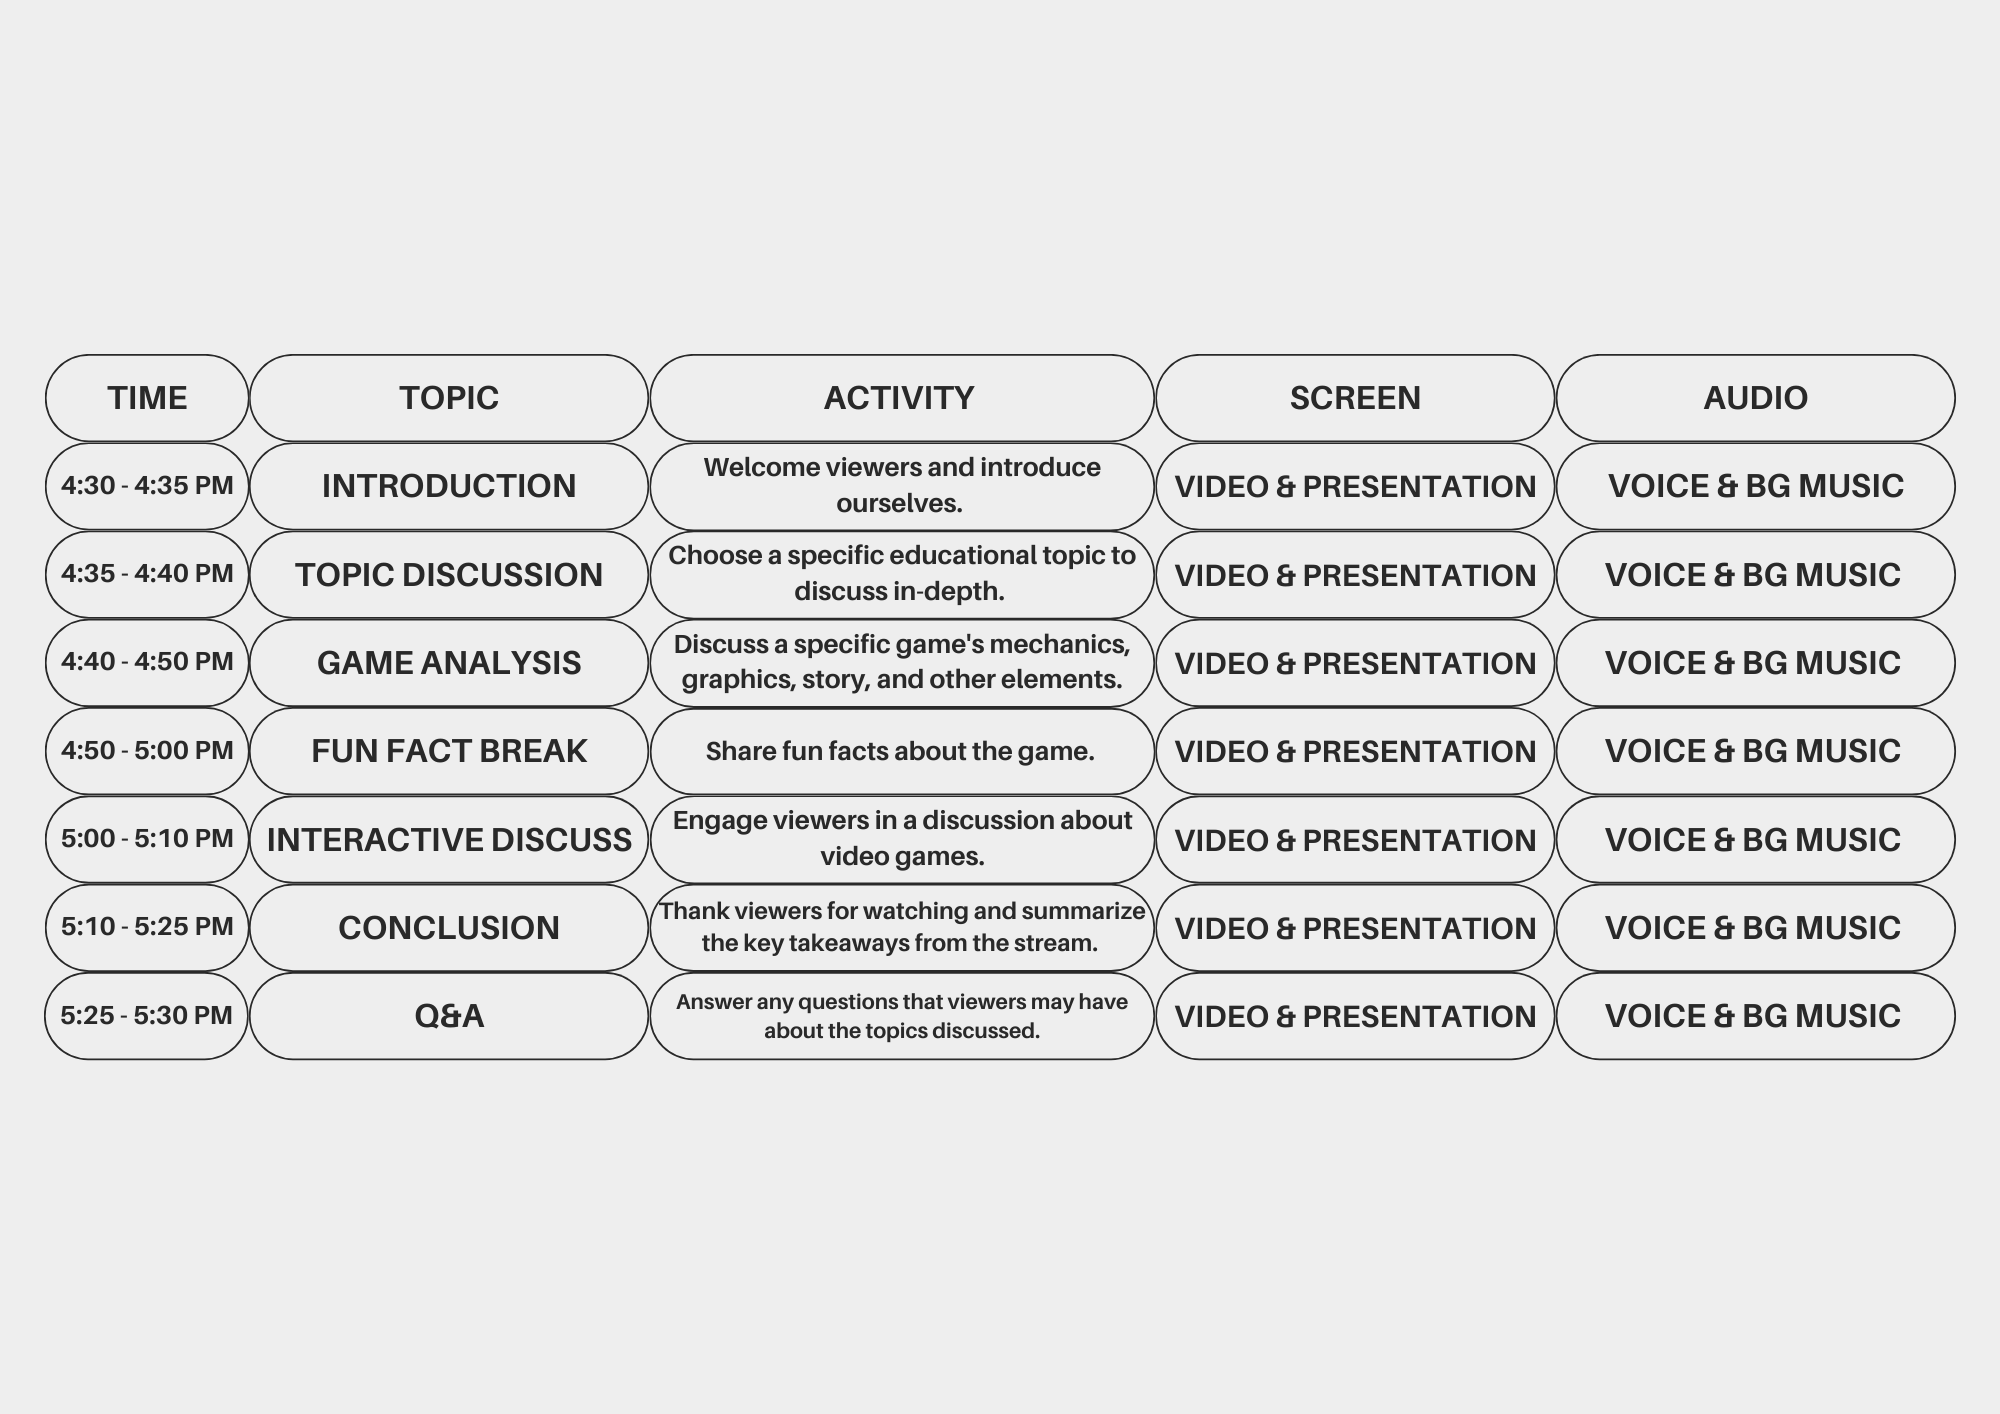 TIME TOPIC ACTIVITY SCREEN AUDIO
4:30 - 4:35 PM INTRODUCTION Welcome viewers and introduce
ourselves. VIDEO & PRESENTATION VOICE & BG MUSIC
4:35 - 4:40 PM TOPIC DISCUSSION Choose a specific educational topic to
discuss in-depth. VIDEO & PRESENTATION VOICE & BG MUSIC
4:40 - 4:50 PM GAME ANALYSIS Discuss a specific game's mechanics,
graphics, story, and other elements. VIDEO & PRESENTATION VOICE & BG MUSIC
4:50 - 5:00 PM FUN FACT BREAK Share fun facts about the game. VIDEO & PRESENTATION VOICE & BG MUSIC
5:00 - 5:10 PM INTERACTIVE DISCUSS Engage viewers in a discussion about
video games. VIDEO & PRESENTATION VOICE & BG MUSIC
5:10 - 5:25 PM CONCLUSION Thank viewers for watching and summarize
the key takeaways from the stream. VIDEO & PRESENTATION VOICE & BG MUSIC
5:25 - 5:30 PM Q&A Answer any questions that viewers may have
about the topics discussed. VIDEO & PRESENTATION VOICE & BG MUSIC